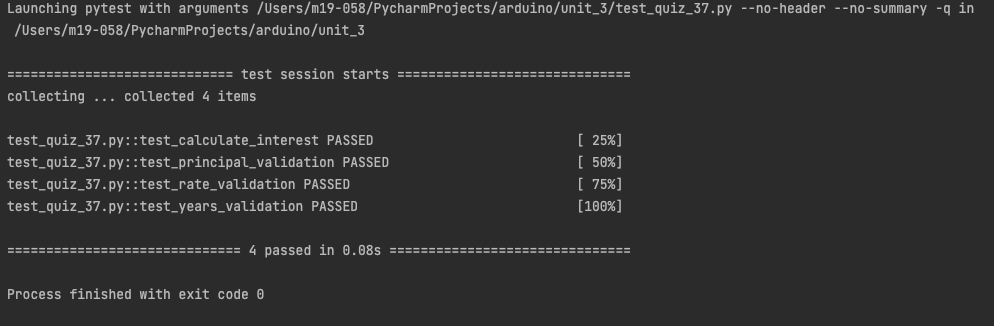 Launching pytest with arguments /Users/m19-058/PycharmProjects/arduino/unit_3/test_quiz_37.py --no-header --no-summary -q in
/Users/m19-058/PycharmProjects/arduino/unit_3
============================= test session starts ==============================
collecting ... collected 4 items
test_quiz_37.py::test_calculate_interest PASSED                          [ 25%]
test_quiz_37.py::test_principal_validation PASSED                        [ 50%]
test_quiz_37.py::test_rate_validation PASSED                             [ 75%]
test_quiz_37.py::test_years_validation PASSED                            [100%]
============================== 4 passed in 0.08s ===============================
Process finished with exit code 0